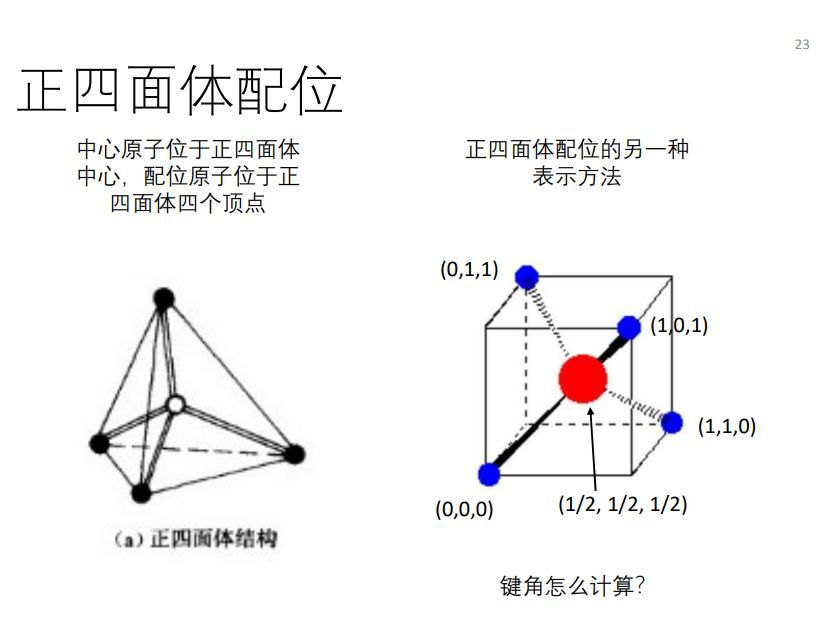 23
正四面体配位
中心原子位于正四面体
中心，配位原子位于正
四面体四个顶点
正四面体配位的另一种
表示方法
(0,1,1)
(1,0,1)
(1,1,0)
(0,0,0)
(1/2, 1/2, 1/2)
（a）正四面体结构
键角怎么计算？